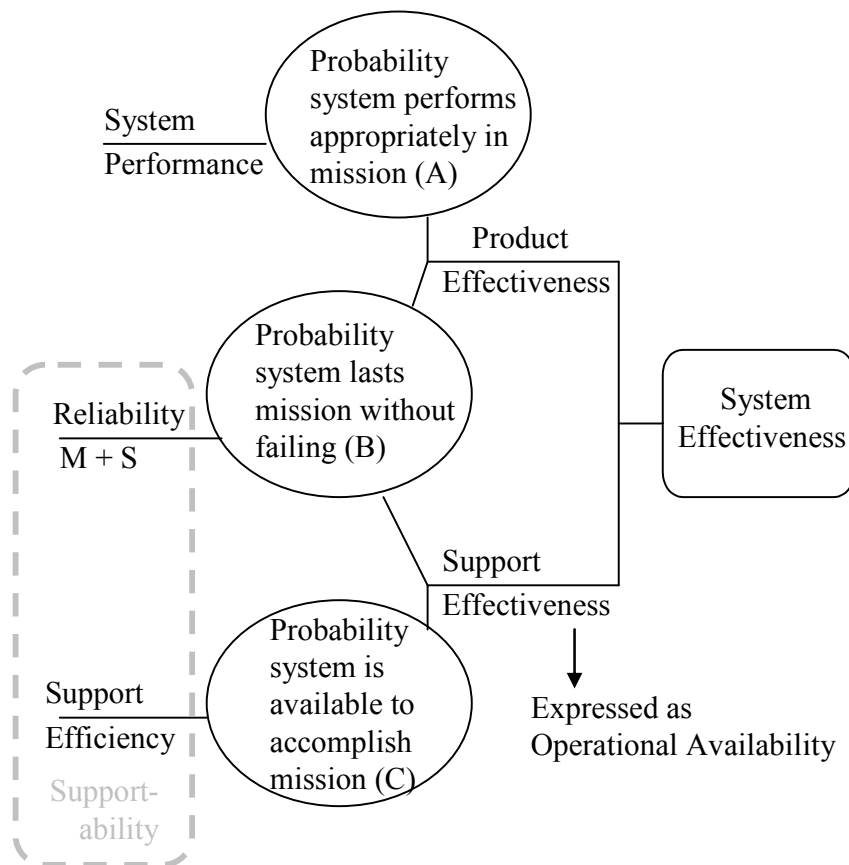 Probability
system performs
appropriately in
mission (A)
System
Performance
Product
Effectiveness
Probability
system lasts
mission without
failing (B)
Reliability
M + S
System
Effectiveness
Support
Effectiveness
Probability
system is
available to
accomplish
mission (C)
Support
Efficiency
Expressed as
Operational Availability
Support-
ability